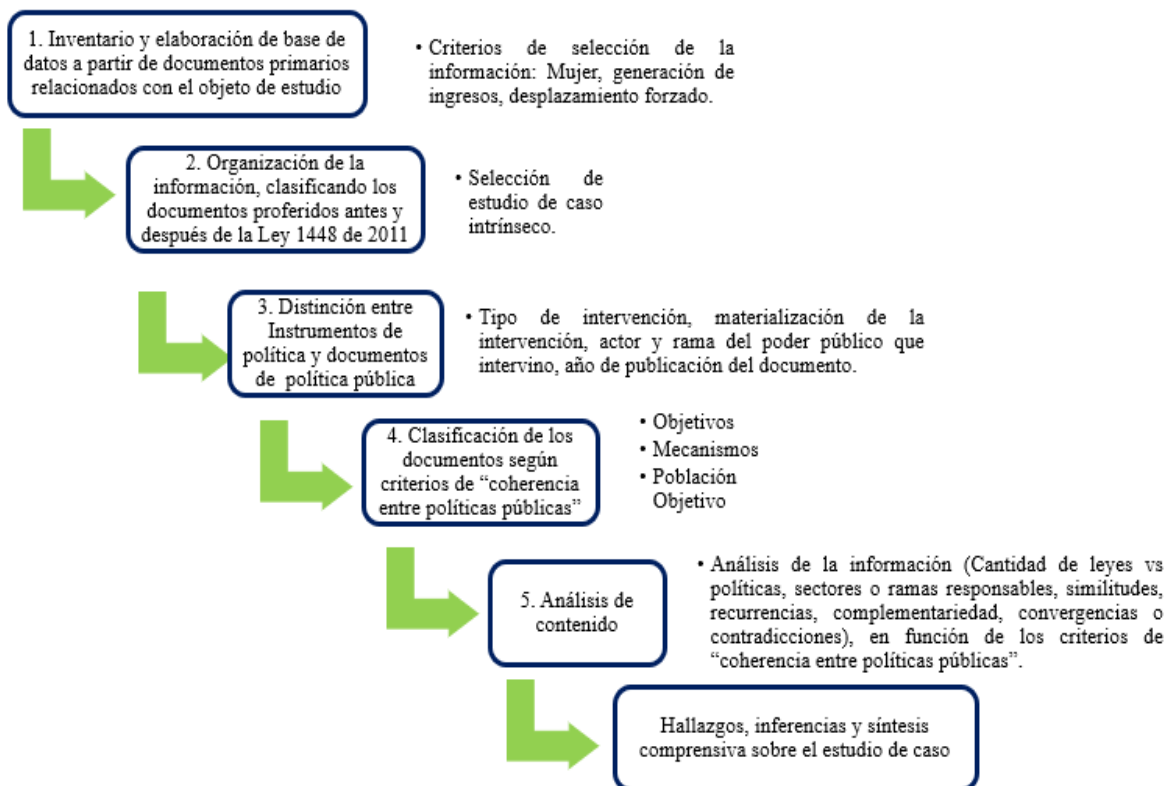 1. Inventario y elaboración de base de
datos a partir de documentos primarios
relacionados con el objeto de estudio
• Criterios de selección de la
información: Mujer, generación de
ingresos, desplazamiento forzado.
2. Organización de la
información, clasificando los
documentos proferidos antes y
después de la Ley 1448 de 2011
• Selección de
estudio de caso
intrínseco.
3. Distinción entre
Instrumentos de
política y documentos
de política pública
• Tipo de intervención, materialización de la
intervención, actor y rama del poder público que
intervino, año de publicación del documento.
4. Clasificación de los
documentos según
criterios de “coherencia
entre políticas públicas”
• Objetivos
• Mecanismos
• Población
Objetivo
5. Análisis de
contenido
• Análisis de la información (Cantidad de leyes vs
políticas, sectores o ramas responsables, similitudes,
recurrencias, complementariedad, convergencias o
contradicciones), en función de los criterios de
“coherencia entre políticas públicas”.
Hallazgos, inferencias y síntesis
comprensiva sobre el estudio de caso